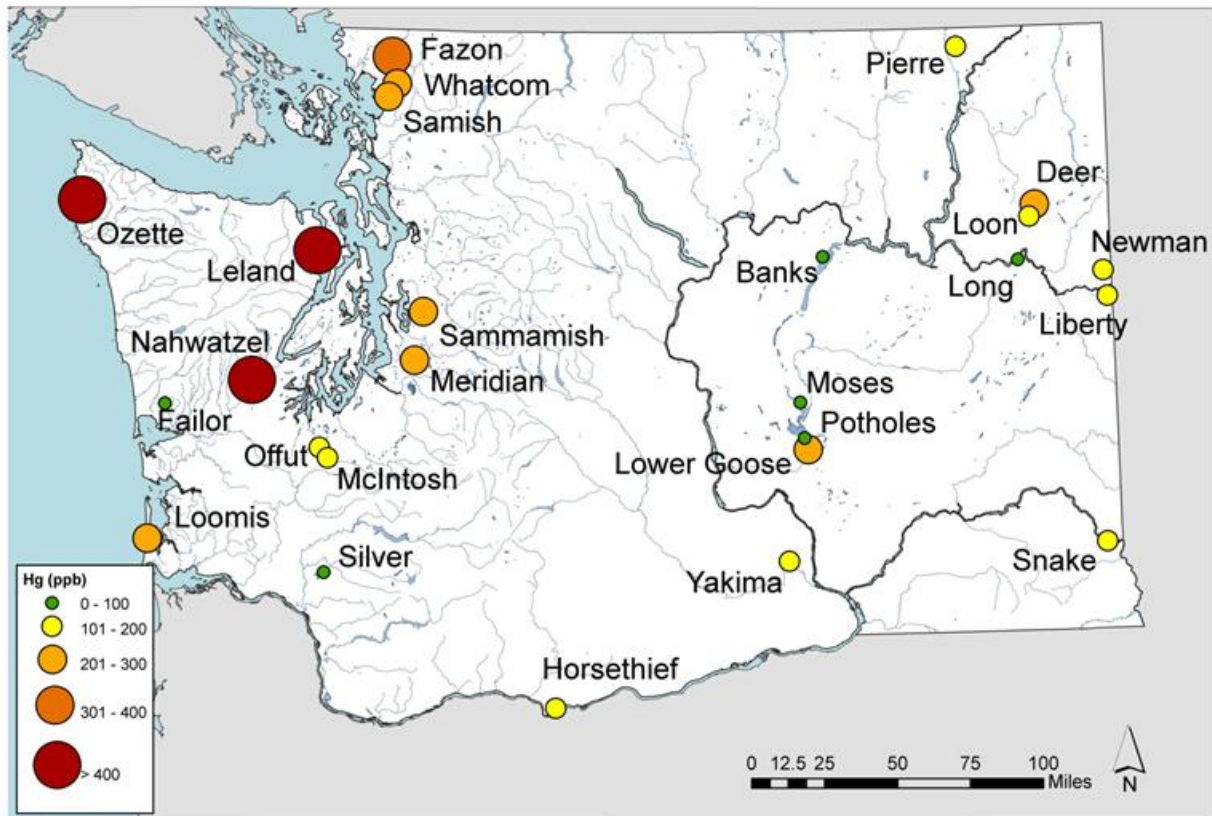 Fazon
Pierre
Whatcom
Samish
Deer
Ozette
Loon
Newman
Leland
Banks
Long
Liberty
Sammamish
Nahwatzel
Meridian
Moses
Failor
Potholes
Offut
Lower Goose
McIntosh
Loomis
Silver
Snake
Yakima
Hg (ppb)
0 - 100
101 - 200
201 - 300
301 - 400
> 400
Horsethief
0 12.5 25 50 75 100
Miles
N